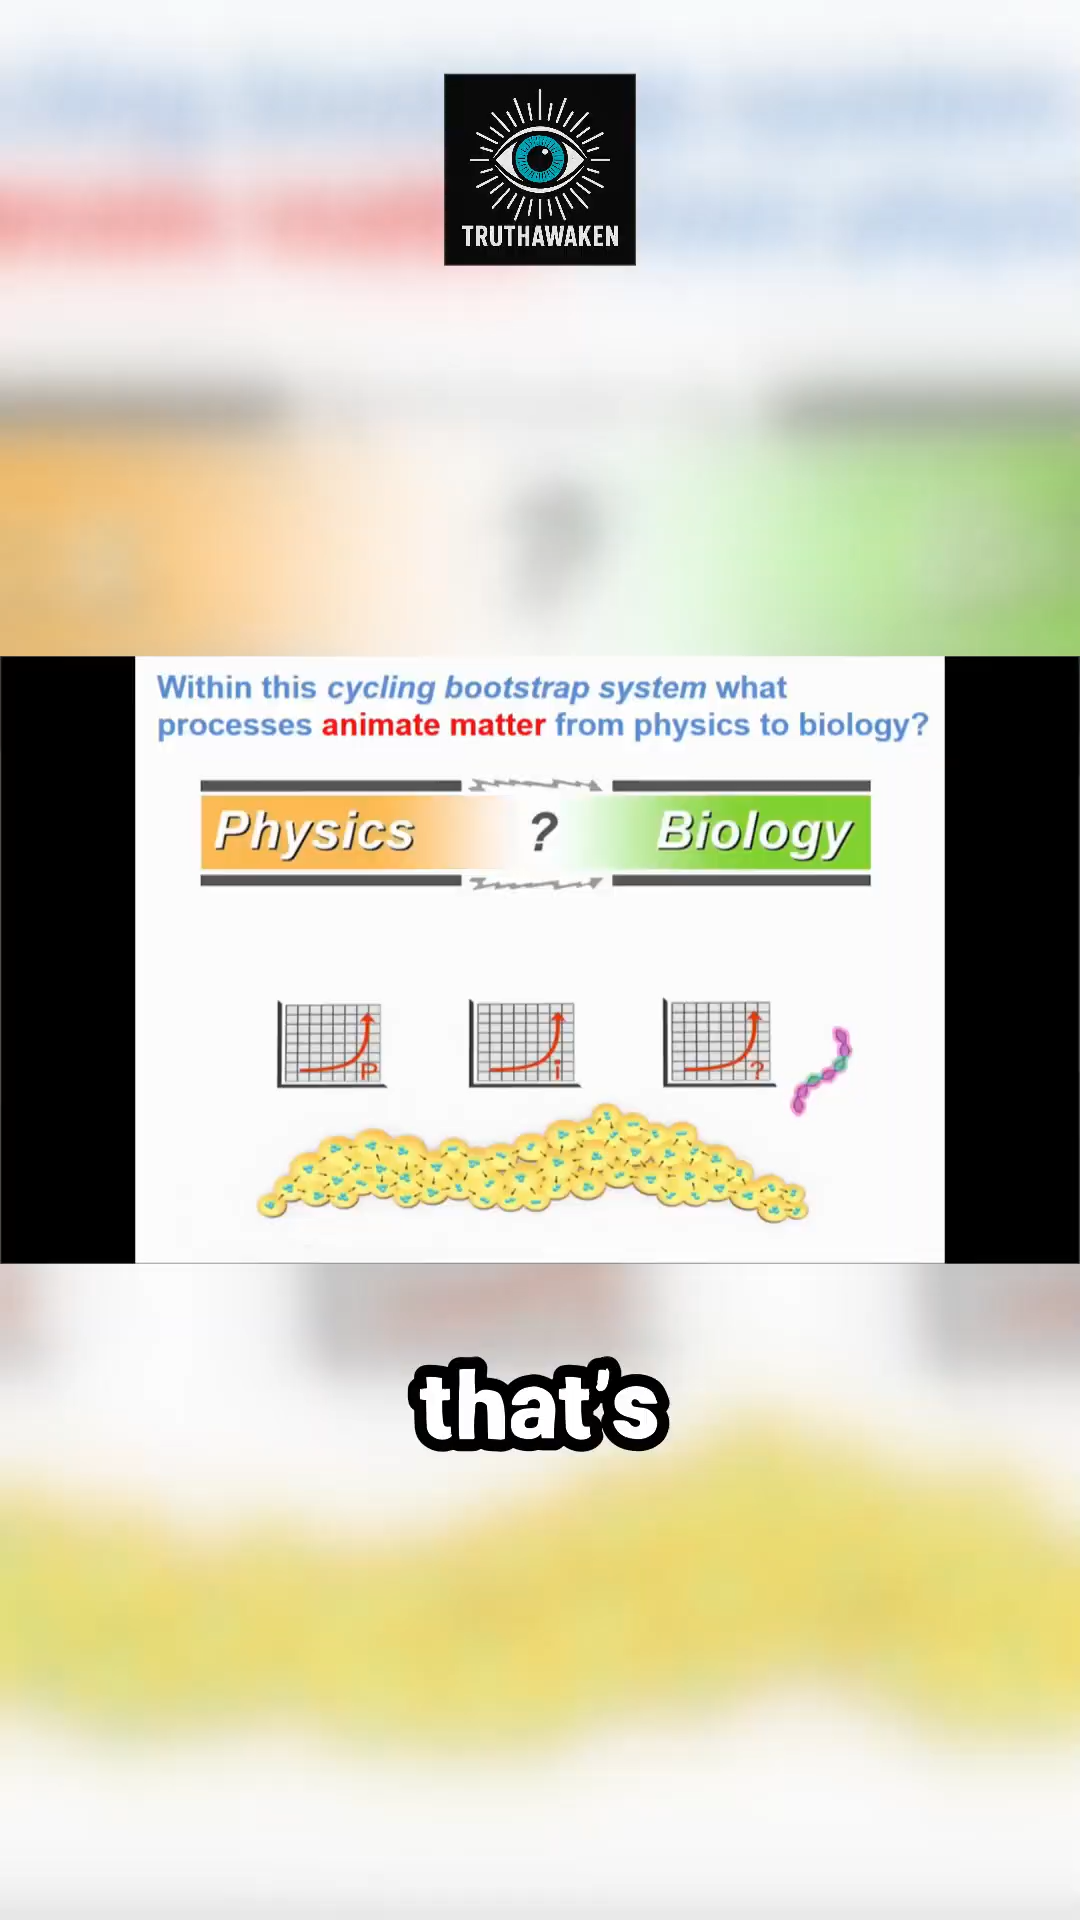 TRUTHAWAKEN
Within this cycling bootstrap system what
processes animate matter from physics to biology?
Physics ? Biology
P i ?
that's